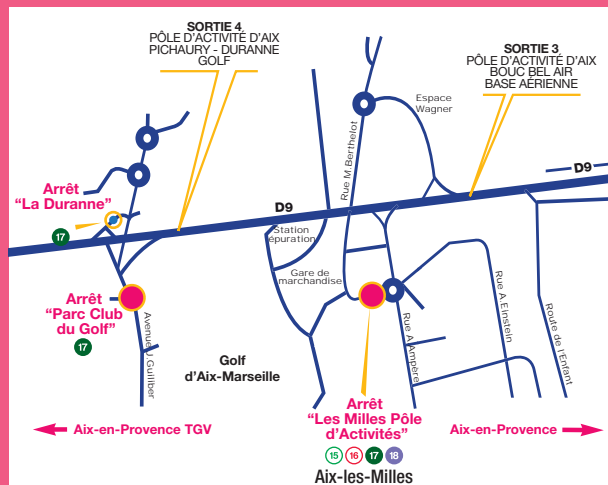 SORTIE 4
PÔLE D'ACTIVITÉ D'AIX
PICHAURY - DURANNE
GOLF
SORTIE 3
PÔLE D'ACTIVITÉ D'AIX
BOUC BEL AIR
BASE AÉRIENNE
Espace
Wagner
Rue M.Berthelot
D9
Arrêt
"La Duranne"
17
D9
Station
épuration
Gare de
marchandise
Arrêt
"Parc Club
du Golf"
17
Avenue J Guilibert
Rue A.Ampère
Rue A.Einstein
Route de l'Enfant
Golf
d'Aix-Marseille
Arrêt
"Les Milles Pôle
d'Activités"
15 16 17 18
Aix-les-Milles
Aix-en-Provence TGV
Aix-en-Provence